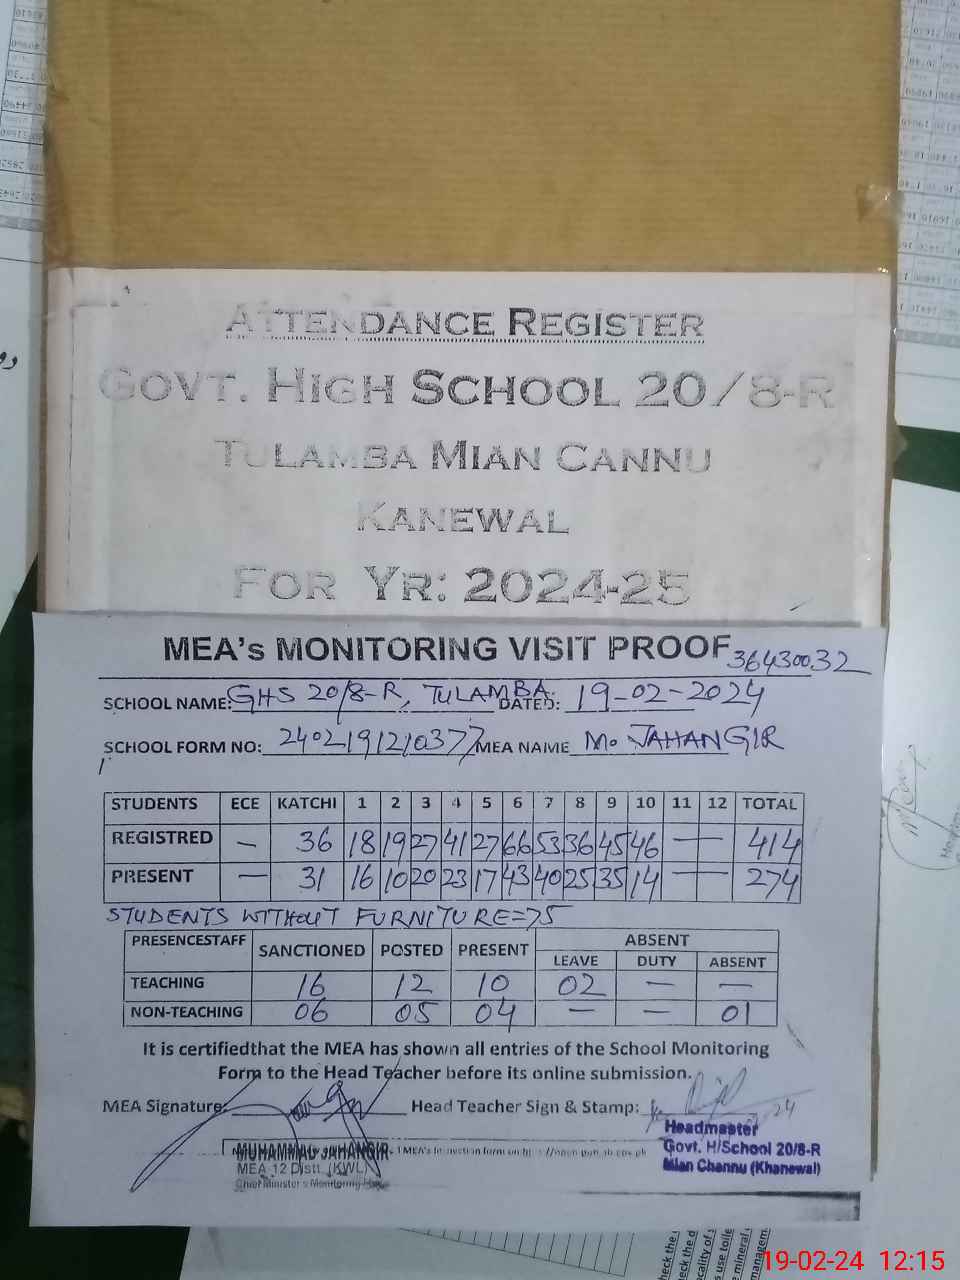 ATTENDANCE REGISTER
GOVT. HIGH SCHOOL 20/8-R
TULAMBA MIAN CANNU
KANEWAL
FOR YR: 2024-25
MEA's MONITORING VISIT PROOF 36430032
SCHOOL NAME: GHS 20/8-R, TULAMBA. DATED: 19-02-2024
SCHOOL FORM NO: 2402191210377 MEA NAME M. JAHANGIR
STUDENTS ECE KATCHI 1 2 3 4 5 6 7 8 9 10 11 12 TOTAL
REGISTRED — 36 18 19 27 41 27 66 53 36 45 46 — 414
PRESENT — 31 16 10 20 23 17 43 40 25 35 14 — 274
STUDENTS WITHOUT FURNITURE=75
PRESENCESTAFF SANCTIONED POSTED PRESENT ABSENT
LEAVE DUTY ABSENT
TEACHING 16 12 10 02 — —
NON-TEACHING 06 05 04 — — 01
It is certifiedthat the MEA has shown all entries of the School Monitoring
Form to the Head Teacher before its online submission.
MEA Signature: Head Teacher Sign & Stamp:
Headmaster
MUHAMMAD JAHANGIR Govt. H/School 20/8-R
MEA-12 Distt. (KWL) Mian Channu (Khanewal)
Chief Minister's Monitoring
19-02-24 12:15